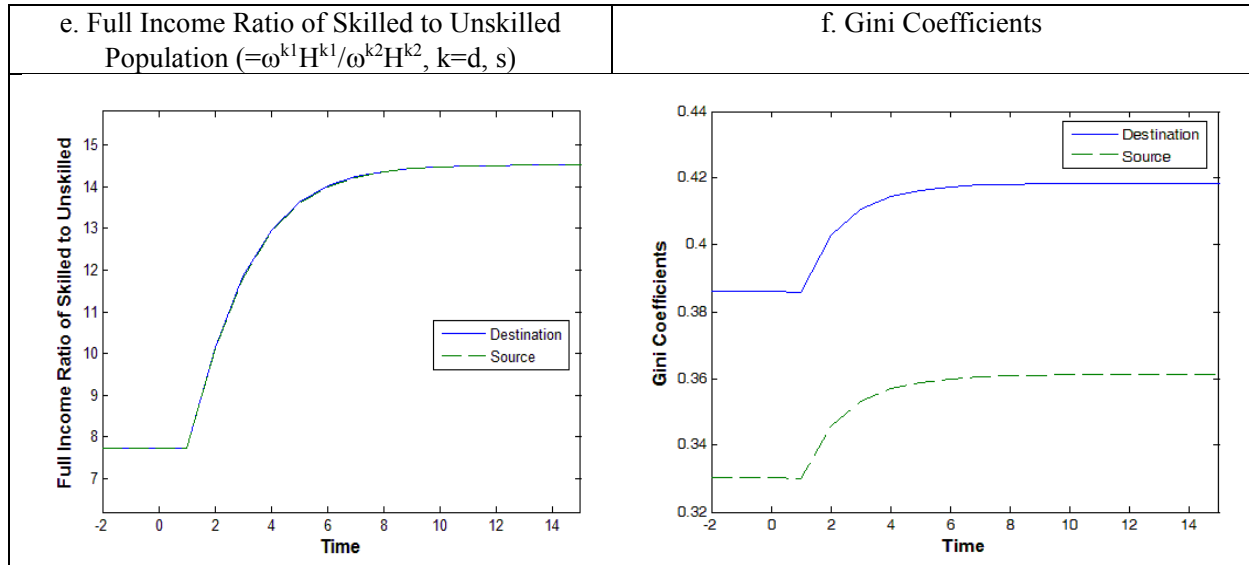 e. Full Income Ratio of Skilled to Unskilled
Population (=ω^{k1}H^{k1}/ω^{k2}H^{k2}, k=d, s)
f. Gini Coefficients
Full Income Ratio of Skilled to Unskilled
15
14
13
12
11
10
9
8
7
-2 0 2 4 6 8 10 12 14
Time
Destination
Source
Gini Coefficients
0.44
0.42
0.4
0.38
0.36
0.34
0.32
-2 0 2 4 6 8 10 12 14
Time
Destination
Source